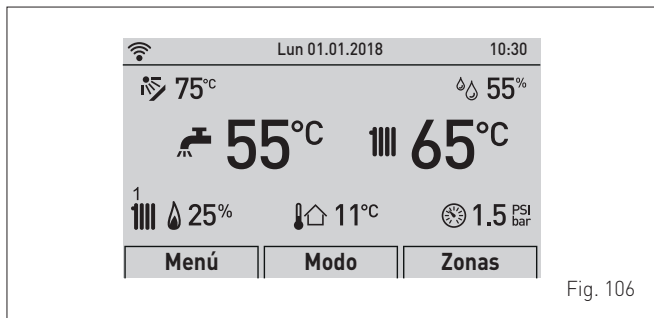 Lun 01.01.2018 10:30
75°C 55%
55°C 65°C
1
25% 11°C 1.5 PSI bar
Menú Modo Zonas
Fig. 106